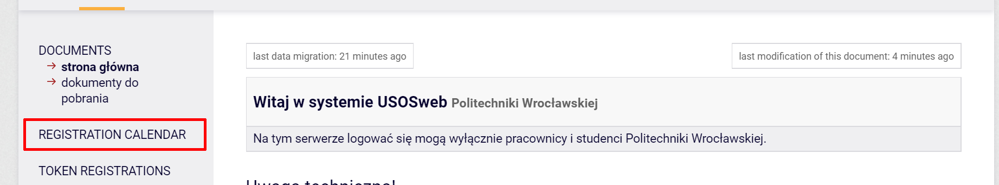 DOCUMENTS
→ strona główna
→ dokumenty do
pobrania
REGISTRATION CALENDAR
TOKEN REGISTRATIONS
last data migration: 21 minutes ago
last modification of this document: 4 minutes ago
Witaj w systemie USOSweb Politechniki Wrocławskiej
Na tym serwerze logować się mogą wyłącznie pracownicy i studenci Politechniki Wrocławskiej.
Uwaga techniczna!